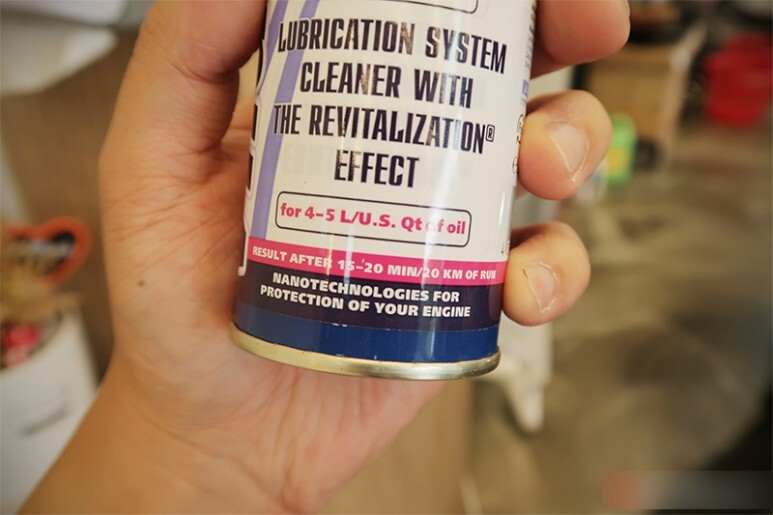 LUBRICATION SYSTEM
CLEANER WITH
THE REVITALIZATION®
EFFECT
for 4–5 L/U.S. Qt of oil
RESULT AFTER 15–20 MIN/20 KM OF RUN
NANOTECHNOLOGIES FOR
PROTECTION OF YOUR ENGINE